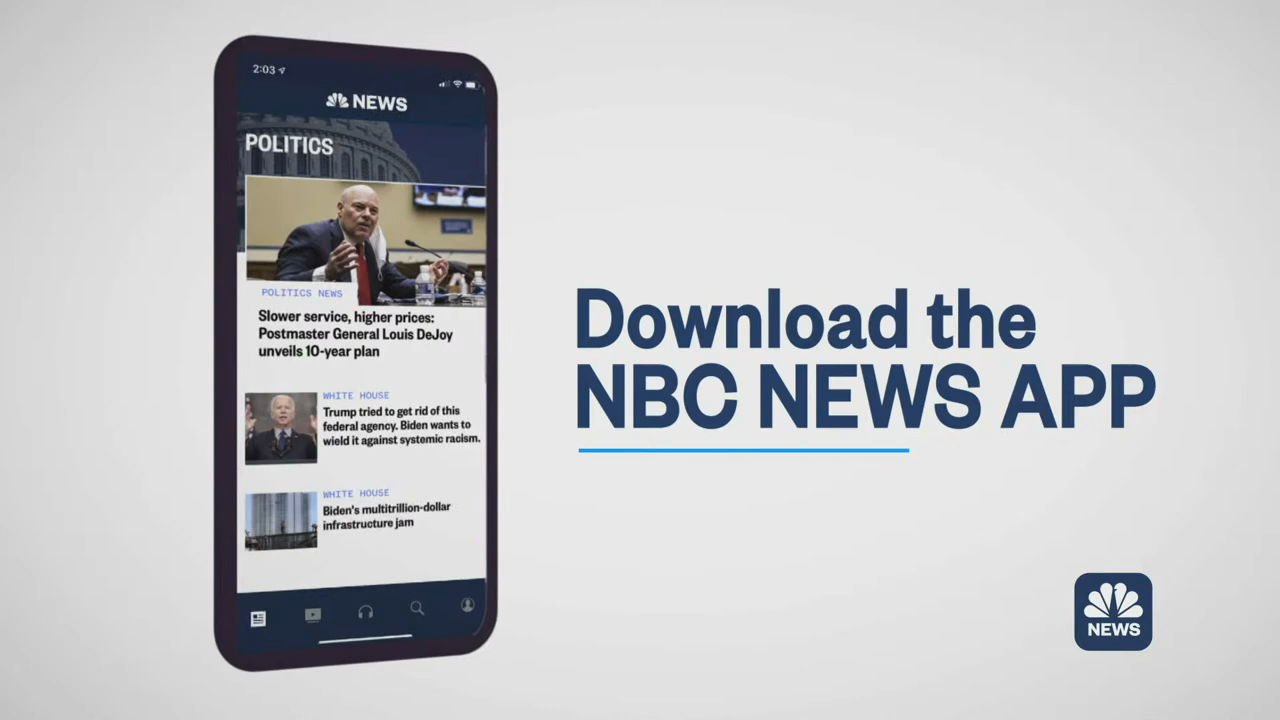 2:03
NEWS
POLITICS
POLITICS NEWS
Slower service, higher prices:
Postmaster General Louis DeJoy
unveils 10-year plan
WHITE HOUSE
Trump tried to get rid of this
federal agency. Biden wants to
wield it against systemic racism.
WHITE HOUSE
Biden's multitrillion-dollar
infrastructure jam
Download the
NBC NEWS APP
NEWS